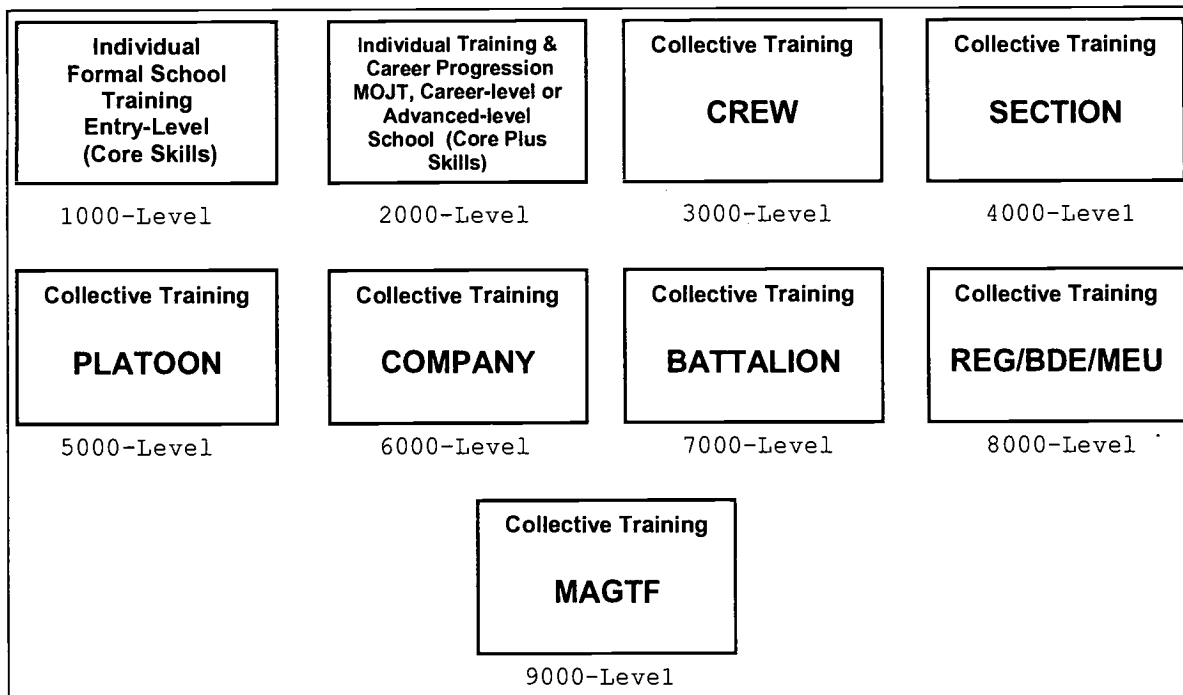 Individual
Formal School
Training
Entry-Level
(Core Skills)
1000-Level
Individual Training &
Career Progression
MOJT, Career-level or
Advanced-level
School (Core Plus
Skills)
2000-Level
Collective Training
CREW
3000-Level
Collective Training
SECTION
4000-Level
Collective Training
PLATOON
5000-Level
Collective Training
COMPANY
6000-Level
Collective Training
BATTALION
7000-Level
Collective Training
REG/BDE/MEU
8000-Level
Collective Training
MAGTF
9000-Level